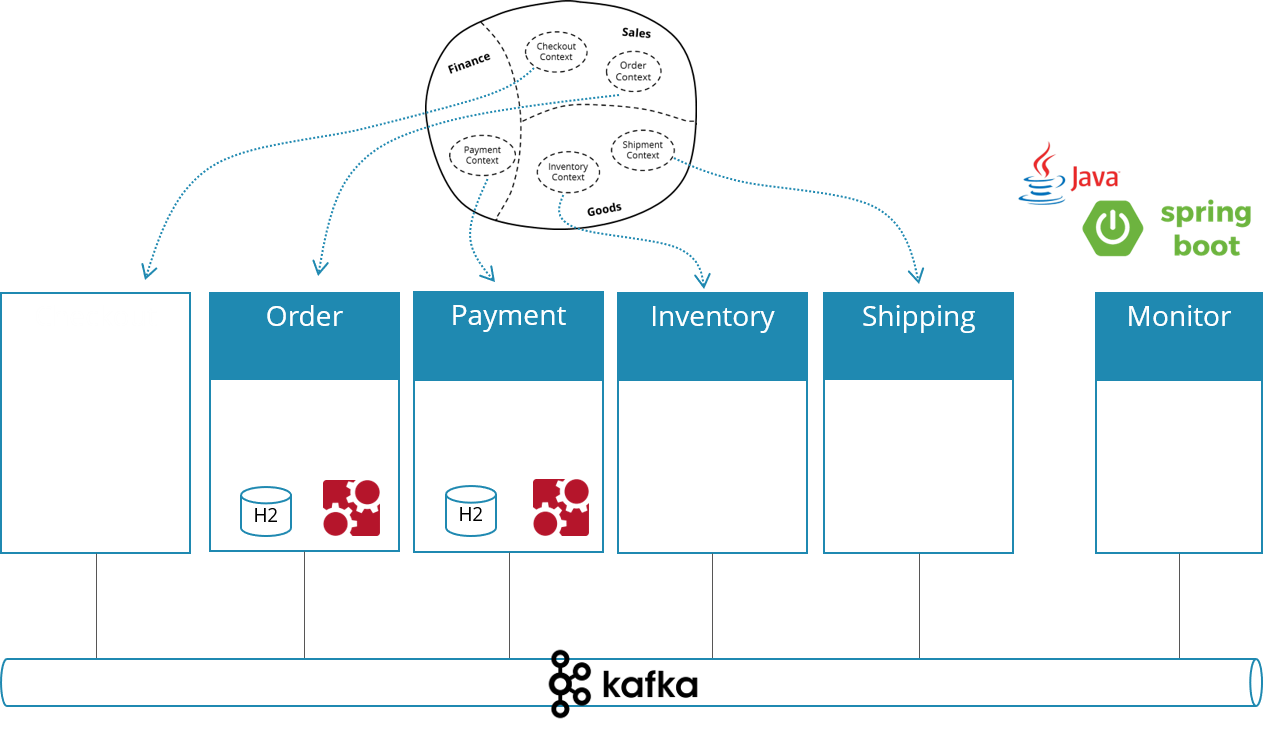 Sales
Checkout
Context
Finance
Order
Context
Payment
Context
Shipment
Context
Inventory
Context
Goods
Java
spring
boot
Order
Payment
Inventory
Shipping
Monitor
H2
H2
kafka